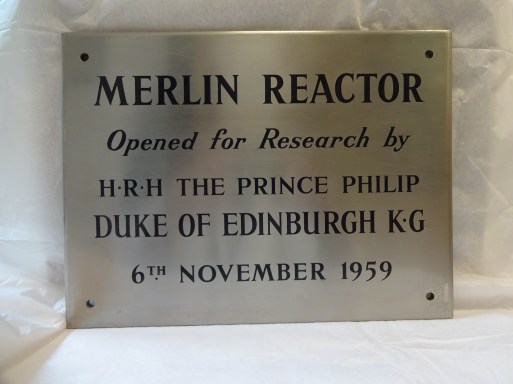 MERLIN REACTOR
Opened for Research by
H·R·H THE PRINCE PHILIP
DUKE OF EDINBURGH K·G
6TH NOVEMBER 1959